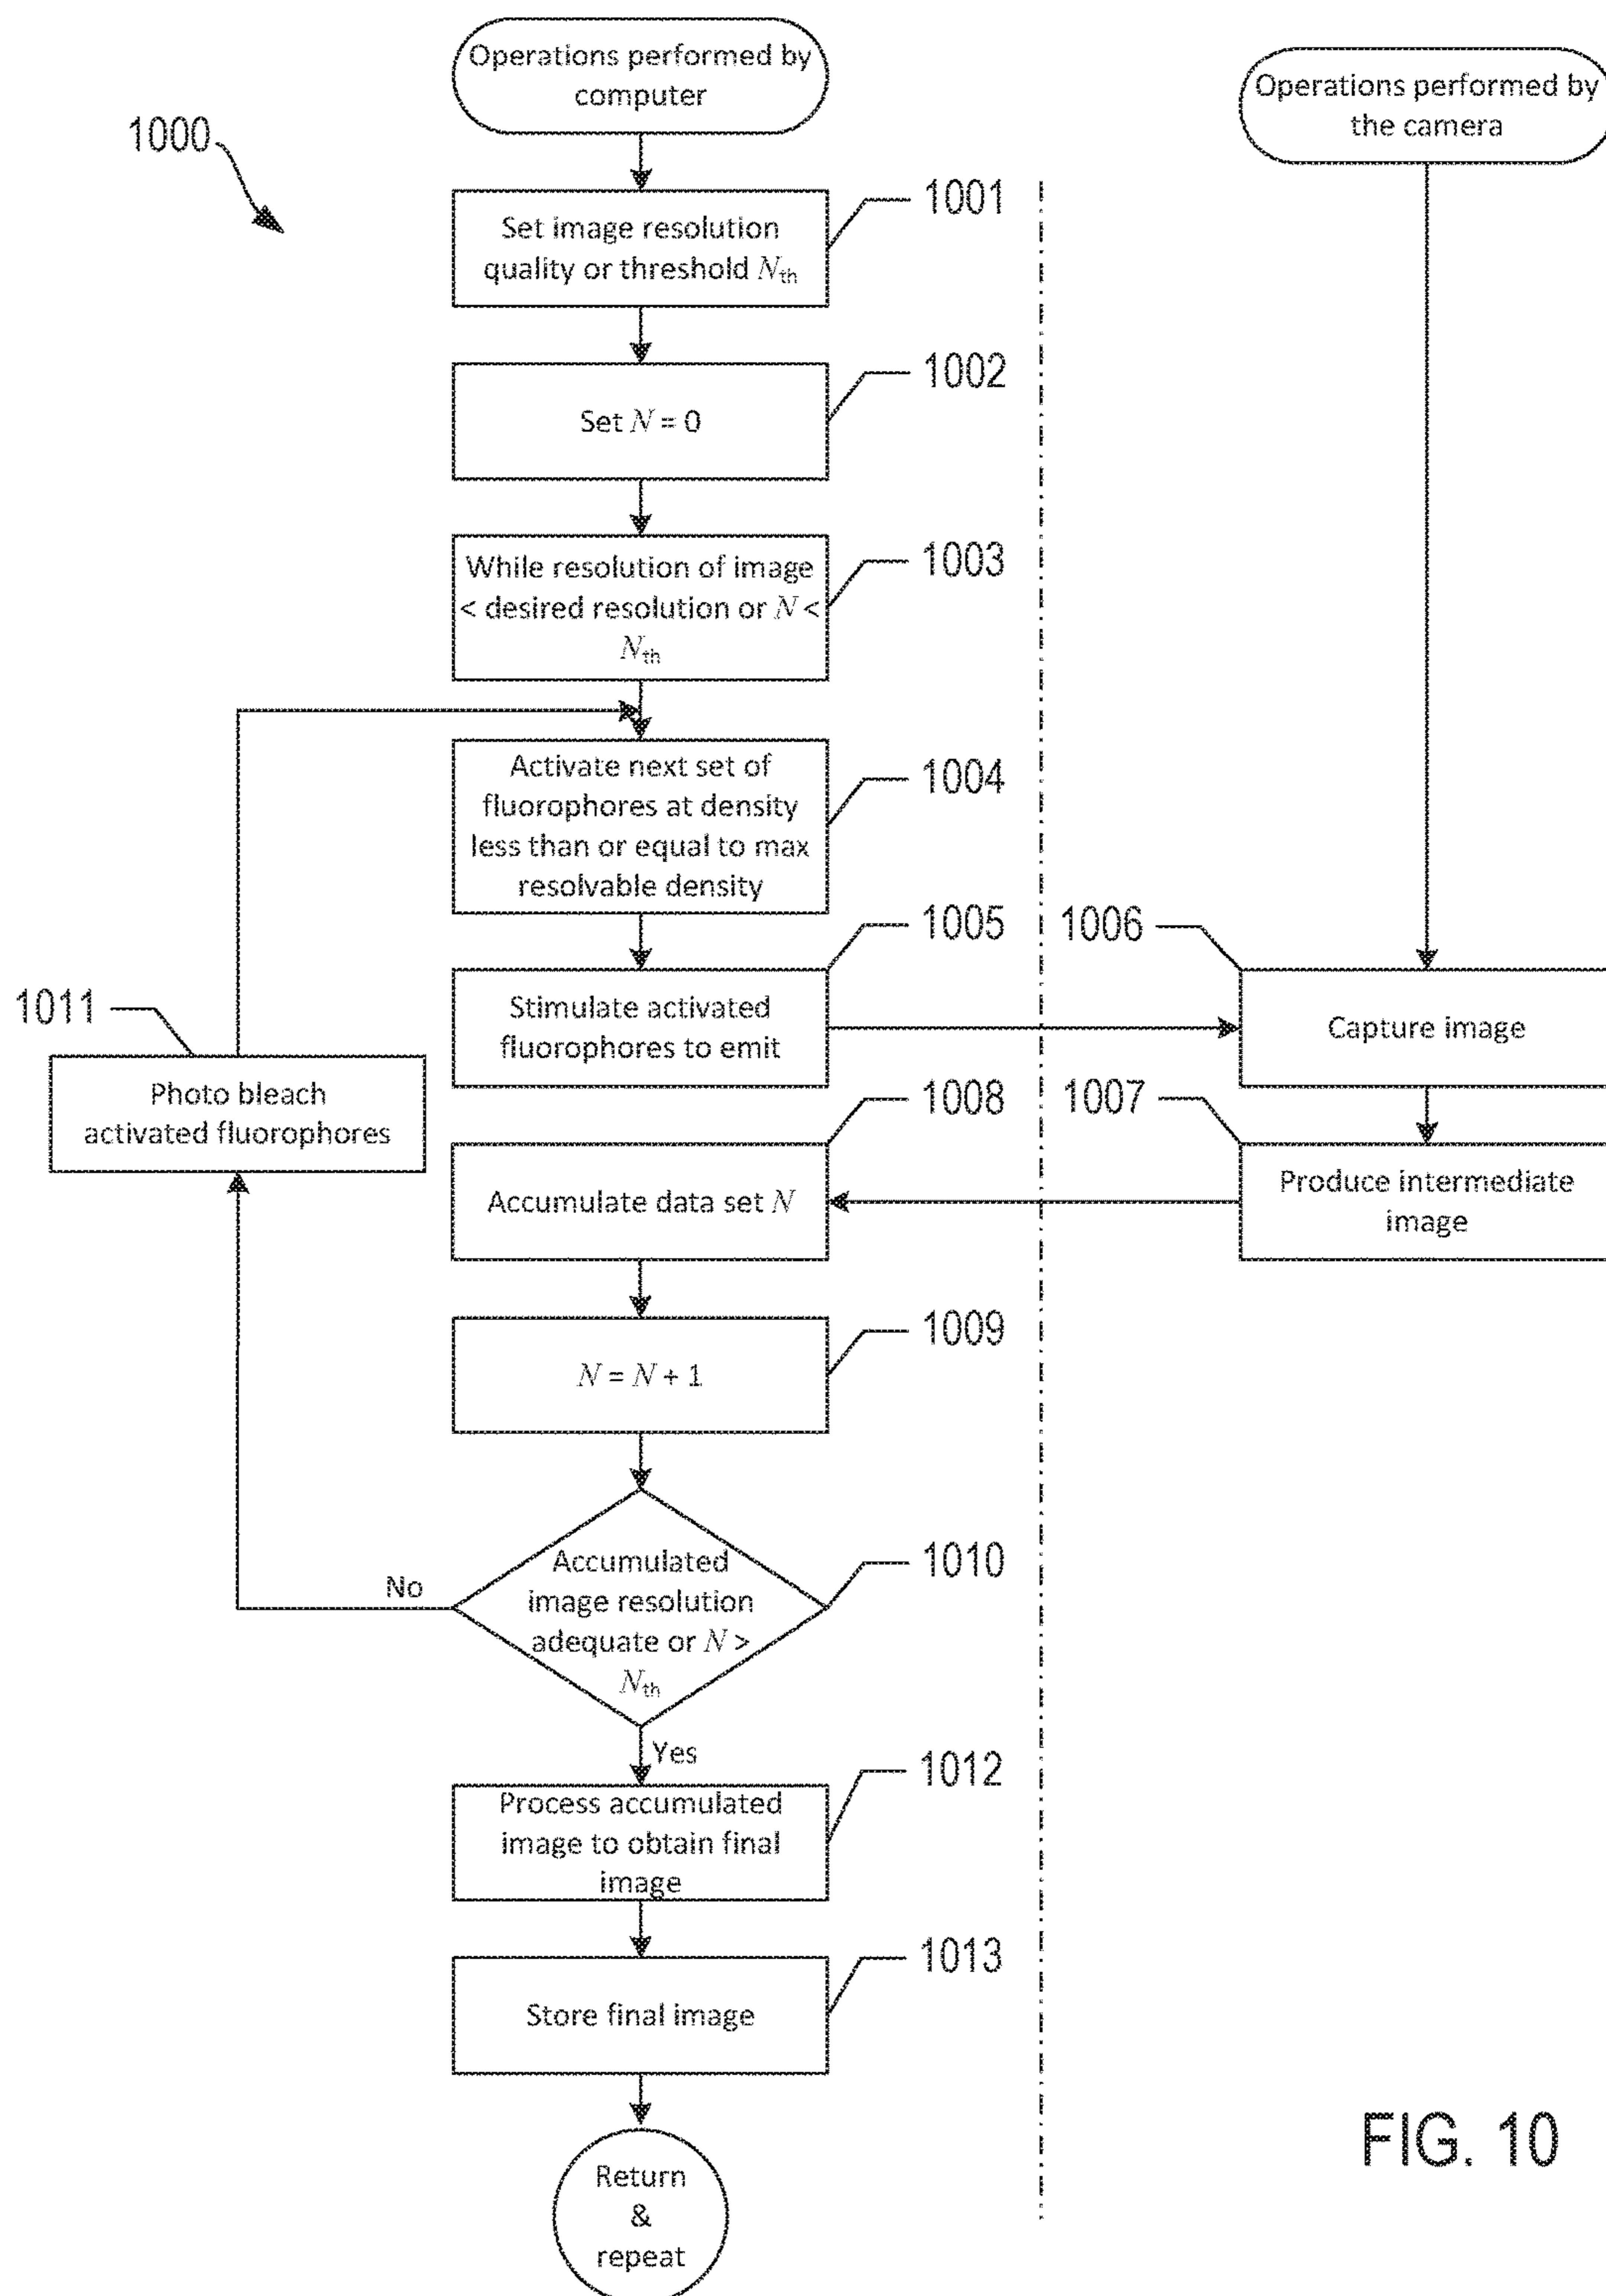 Operations performed by
computer
Operations performed by
the camera
1000
1001
Set image resolution
quality or threshold Nth
1002
Set N = 0
1003
While resolution of image
< desired resolution or N <
Nth
1004
Activate next set of
fluorophores at density
less than or equal to max
resolvable density
1005
Stimulate activated
fluorophores to emit
1006
Capture image
1011
Photo bleach
activated fluorophores
1008
Accumulate data set N
1007
Produce intermediate
image
1009
N = N + 1
1010
Accumulated
image resolution
adequate or N >
Nth
No
Yes
1012
Process accumulated
image to obtain final
image
1013
Store final image
Return
&
repeat
FIG. 10